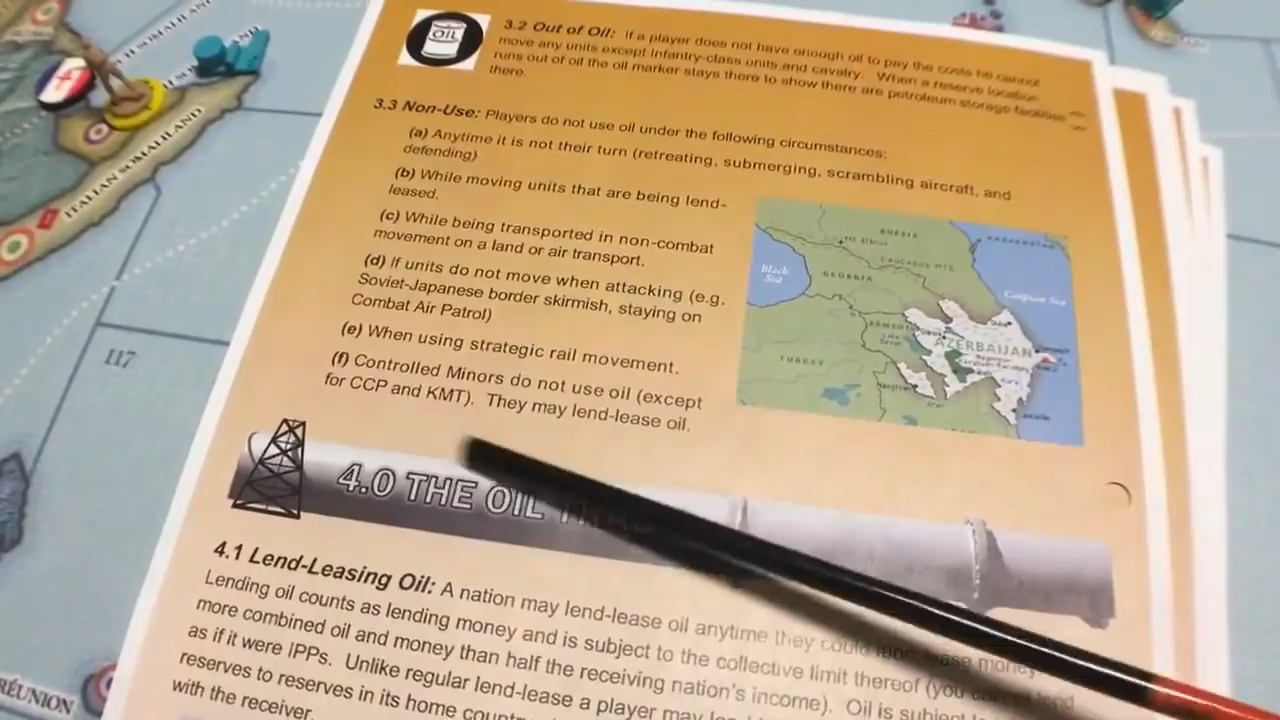 OIL
3.2 Out of Oil: If a player does not have enough oil to pay the costs he cannot
move any units except Infantry-class units and cavalry. When a reserve location
runs out of oil the oil marker stays there to show there are petroleum storage facilities
there.
3.3 Non-Use: Players do not use oil under the following circumstances;
(a) Anytime it is not their turn (retreating, submerging, scrambling aircraft, and
defending)
(b) While moving units that are being lend-
leased.
(c) While being transported in non-combat
movement on a land or air transport.
(d) If units do not move when attacking (e.g.
Soviet-Japanese border skirmish, staying on
Combat Air Patrol)
(e) When using strategic rail movement.
(f) Controlled Minors do not use oil (except
for CCP and KMT). They may lend-lease oil.
RUSSIA
KAZAKHSTAN
Black
Sea
GEORGIA
CAUCASUS MTS.
Caspian Sea
AZERBAIJAN
TURKEY
4.0 THE OIL
4.1 Lend-Leasing Oil: A nation may lend-lease oil anytime they could lend-lease money.
Lending oil counts as lending money and is subject to the collective limit thereof (you cannot lend
more combined oil and money than half the receiving nation's income). Oil is subject
as if it were IPPs. Unlike regular lend-lease a player may
reserves to reserves in its home
with the receiver.
ITALIAN SOMALILAND
117
RÉUNION